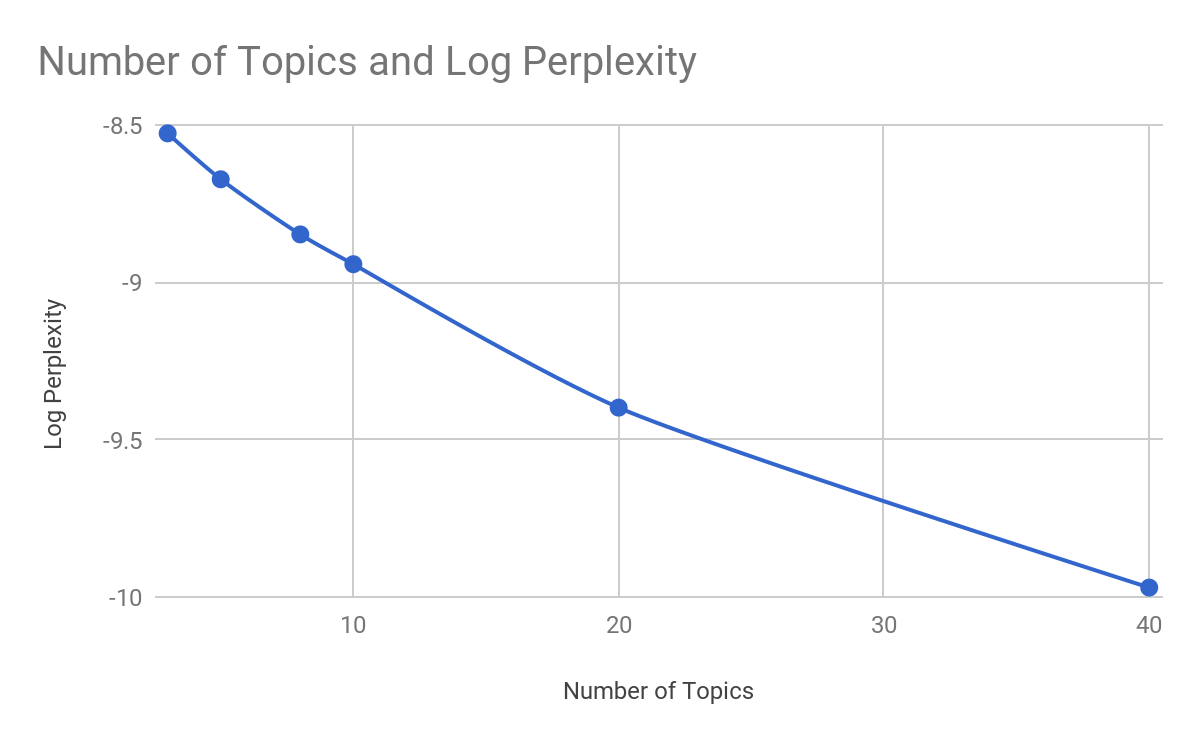 Number of Topics and Log Perplexity
-8.5
-9
-9.5
-10
Log Perplexity
10 20 30 40
Number of Topics